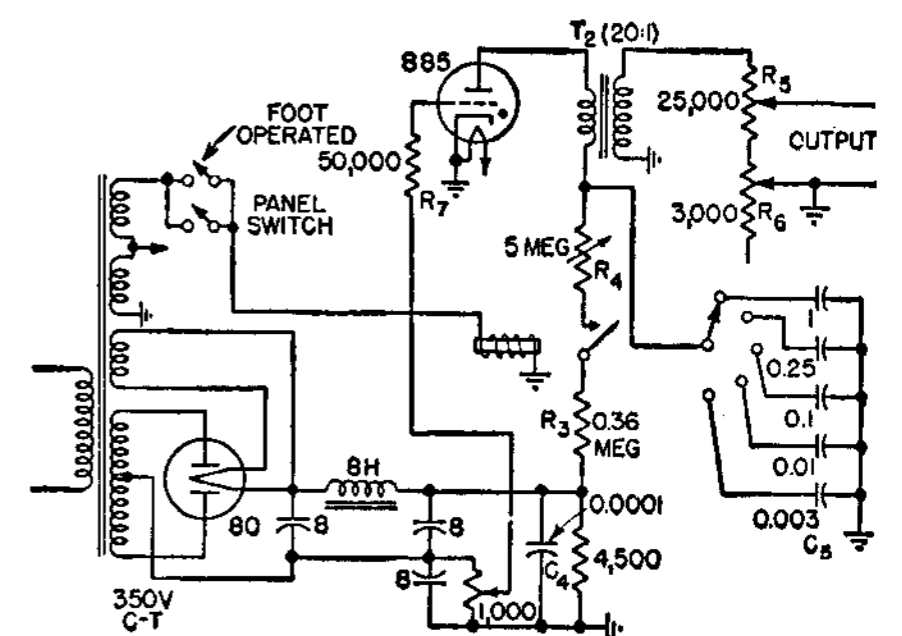 T2 (20:1)
885
R5
25,000
FOOT
OPERATED
OUTPUT
50,000
R7
PANEL
SWITCH
3,000
R6
5 MEG
R4
1
0.25
R3
0.36
MEG
0.1
8H
0.01
80
8
8
0.0001
0.003
C5
8
C4
4,500
350V
C-T
1,000